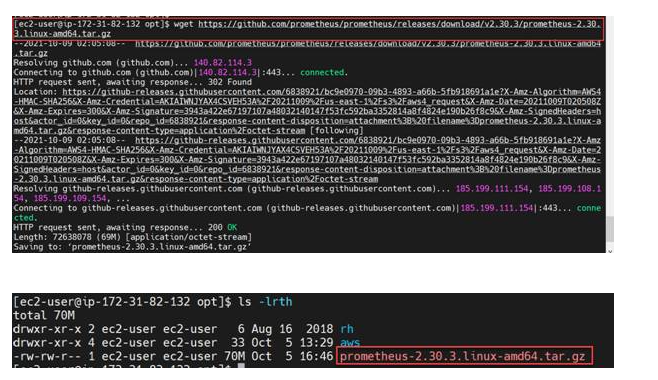 [ec2-user@ip-172-31-82-132 opt]$ wget https://github.com/prometheus/prometheus/releases/download/v2.30.3/prometheus-2.30.
3.linux-amd64.tar.gz
--2021-10-09 02:05:08-- https://github.com/prometheus/prometheus/releases/download/v2.30.3/prometheus-2.30.3.linux-amd64
.tar.gz
Resolving github.com (github.com)... 140.82.114.3
Connecting to github.com (github.com)|140.82.114.3|:443... connected.
HTTP request sent, awaiting response... 302 Found
Location: https://github-releases.githubusercontent.com/6838921/bc9e0970-09b3-4893-a66b-5fb918691a1e?X-Amz-Algorithm=AWS4
-HMAC-SHA256&X-Amz-Credential=AKIAIWNJYAX4CSVEH53A%2F20211009%2Fus-east-1%2Fs3%2Faws4_request&X-Amz-Date=20211009T020508Z
&X-Amz-Expires=300&X-Amz-Signature=3943a422e67197107a48032140147f53fc592ba3352814a8f4824e190b26f8c9&X-Amz-SignedHeaders=h
ost&actor_id=0&key_id=0&repo_id=6838921&response-content-disposition=attachment%3B%20filename%3Dprometheus-2.30.3.linux-a
md64.tar.gz&response-content-type=application%2Foctet-stream [following]
--2021-10-09 02:05:08-- https://github-releases.githubusercontent.com/6838921/bc9e0970-09b3-4893-a66b-5fb918691a1e?X-Amz-
Algorithm=AWS4-HMAC-SHA256&X-Amz-Credential=AKIAIWNJYAX4CSVEH53A%2F20211009%2Fus-east-1%2Fs3%2Faws4_request&X-Amz-Date=2
0211009T020508Z&X-Amz-Expires=300&X-Amz-Signature=3943a422e67197107a48032140147f53fc592ba3352814a8f4824e190b26f8c9&X-Amz-
SignedHeaders=host&actor_id=0&key_id=0&repo_id=6838921&response-content-disposition=attachment%3B%20filename%3Dprometheus
-2.30.3.linux-amd64.tar.gz&response-content-type=application%2Foctet-stream
Resolving github-releases.githubusercontent.com (github-releases.githubusercontent.com)... 185.199.111.154, 185.199.108.1
54, 185.199.109.154, ...
Connecting to github-releases.githubusercontent.com (github-releases.githubusercontent.com)|185.199.111.154|:443... conne
cted.
HTTP request sent, awaiting response... 200 OK
Length: 72638078 (69M) [application/octet-stream]
Saving to: ‘prometheus-2.30.3.linux-amd64.tar.gz’
[ec2-user@ip-172-31-82-132 opt]$ ls -lrth
total 70M
drwxr-xr-x 2 ec2-user ec2-user 6 Aug 16 2018 rh
drwxr-xr-x 4 ec2-user ec2-user 33 Oct 5 13:29 aws
-rw-rw-r-- 1 ec2-user ec2-user 70M Oct 5 16:46 prometheus-2.30.3.linux-amd64.tar.gz